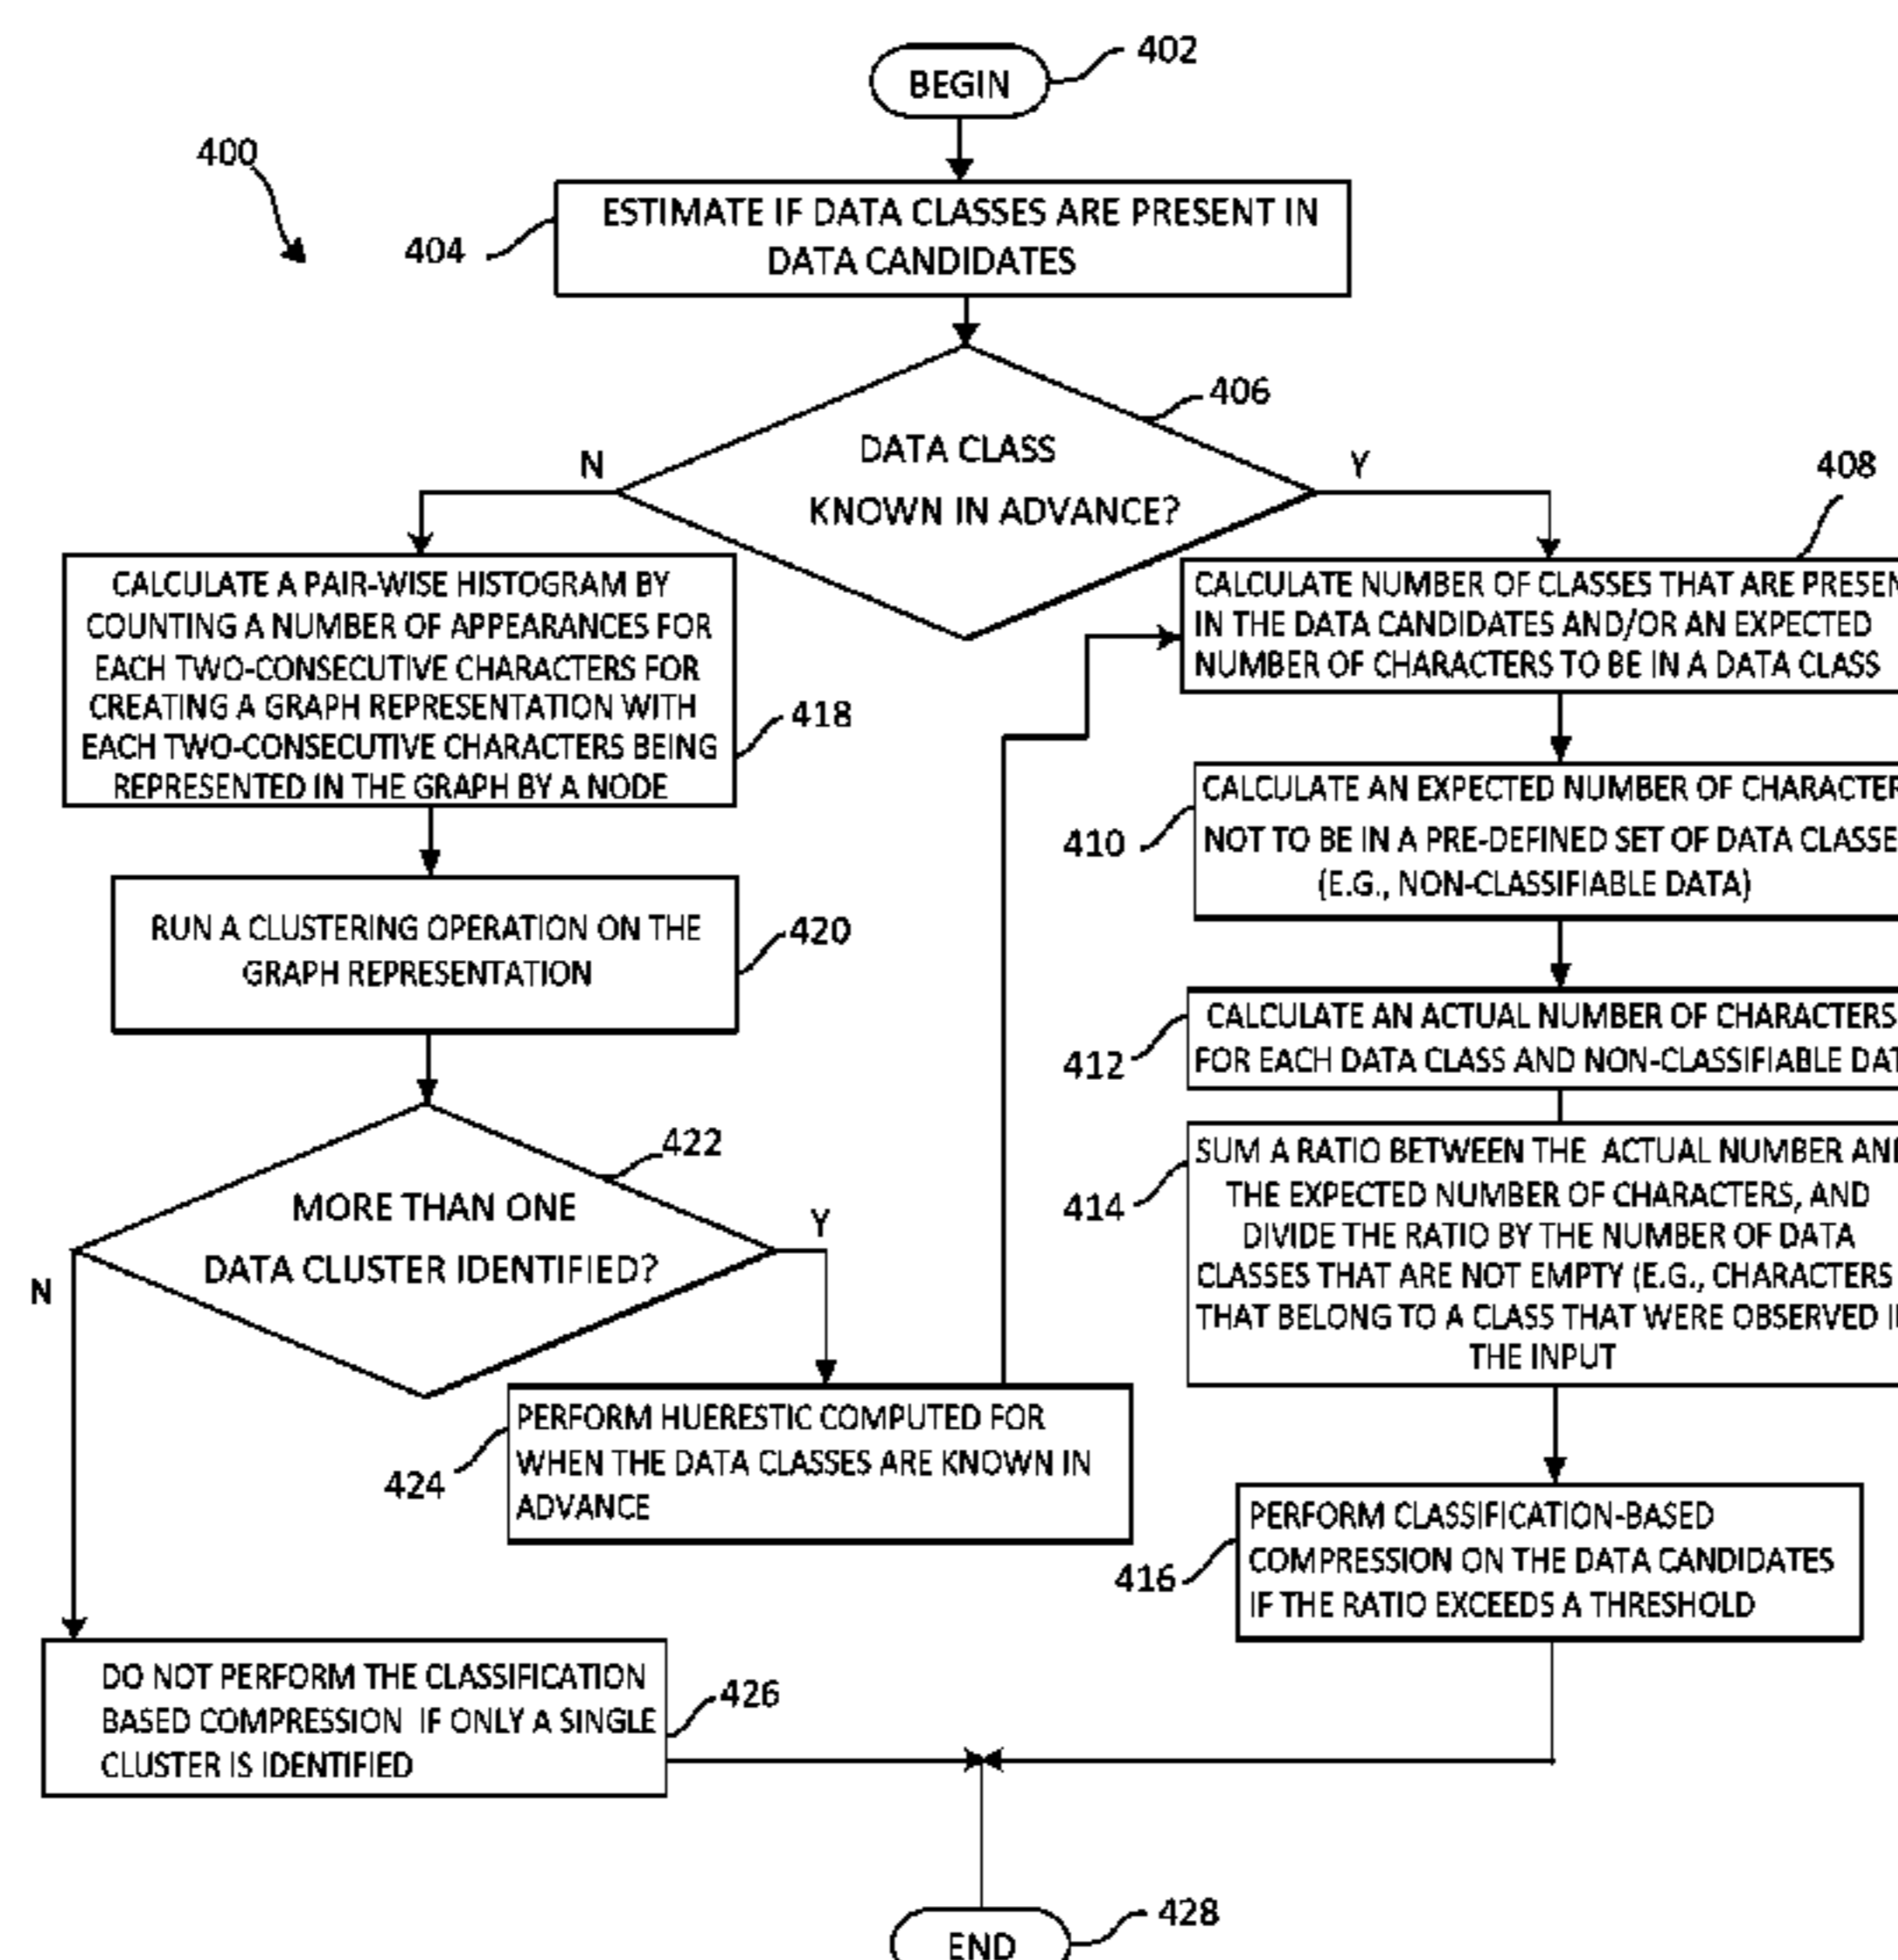 402
BEGIN
400
404
ESTIMATE IF DATA CLASSES ARE PRESENT IN
DATA CANDIDATES
406
DATA CLASS
KNOWN IN ADVANCE?
N
Y
408
CALCULATE A PAIR-WISE HISTOGRAM BY
COUNTING A NUMBER OF APPEARANCES FOR
EACH TWO-CONSECUTIVE CHARACTERS FOR
CREATING A GRAPH REPRESENTATION WITH
EACH TWO-CONSECUTIVE CHARACTERS BEING
REPRESENTED IN THE GRAPH BY A NODE
418
CALCULATE NUMBER OF CLASSES THAT ARE
IN THE DATA CANDIDATES AND/OR AN EXPECTED
NUMBER OF CHARACTERS TO BE IN A DATA CLASS
410
CALCULATE AN EXPECTED NUMBER OF
NOT TO BE IN A PRE-DEFINED SET OF DATA
(E.G., NON-CLASSIFIABLE DATA)
RUN A CLUSTERING OPERATION ON THE
GRAPH REPRESENTATION
420
412
CALCULATE AN ACTUAL NUMBER OF CHARACTERS
FOR EACH DATA CLASS AND NON-CLASSIFIABLE
422
MORE THAN ONE
DATA CLUSTER IDENTIFIED?
N
Y
414
SUM A RATIO BETWEEN THE ACTUAL NUMBER
THE EXPECTED NUMBER OF CHARACTERS, AND
DIVIDE THE RATIO BY THE NUMBER OF DATA
CLASSES THAT ARE NOT EMPTY (E.G., CHARACTERS
THAT BELONG TO A CLASS THAT WERE OBSERVED
THE INPUT
424
PERFORM HUERESTIC COMPUTED FOR
WHEN THE DATA CLASSES ARE KNOWN IN
ADVANCE
416
PERFORM CLASSIFICATION-BASED
COMPRESSION ON THE DATA CANDIDATES
IF THE RATIO EXCEEDS A THRESHOLD
DO NOT PERFORM THE CLASSIFICATION
BASED COMPRESSION IF ONLY A SINGLE
CLUSTER IS IDENTIFIED
426
END
428